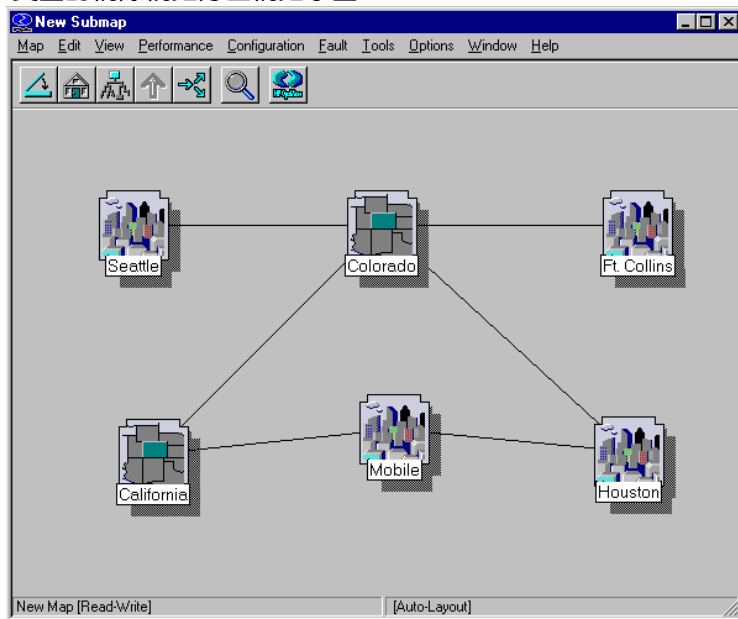 New Submap
Map Edit View Performance Configuration Fault Tools Options Window Help
Seattle
Colorado
Ft. Collins
California
Mobile
Houston
New Map [Read-Write]
[Auto-Layout]